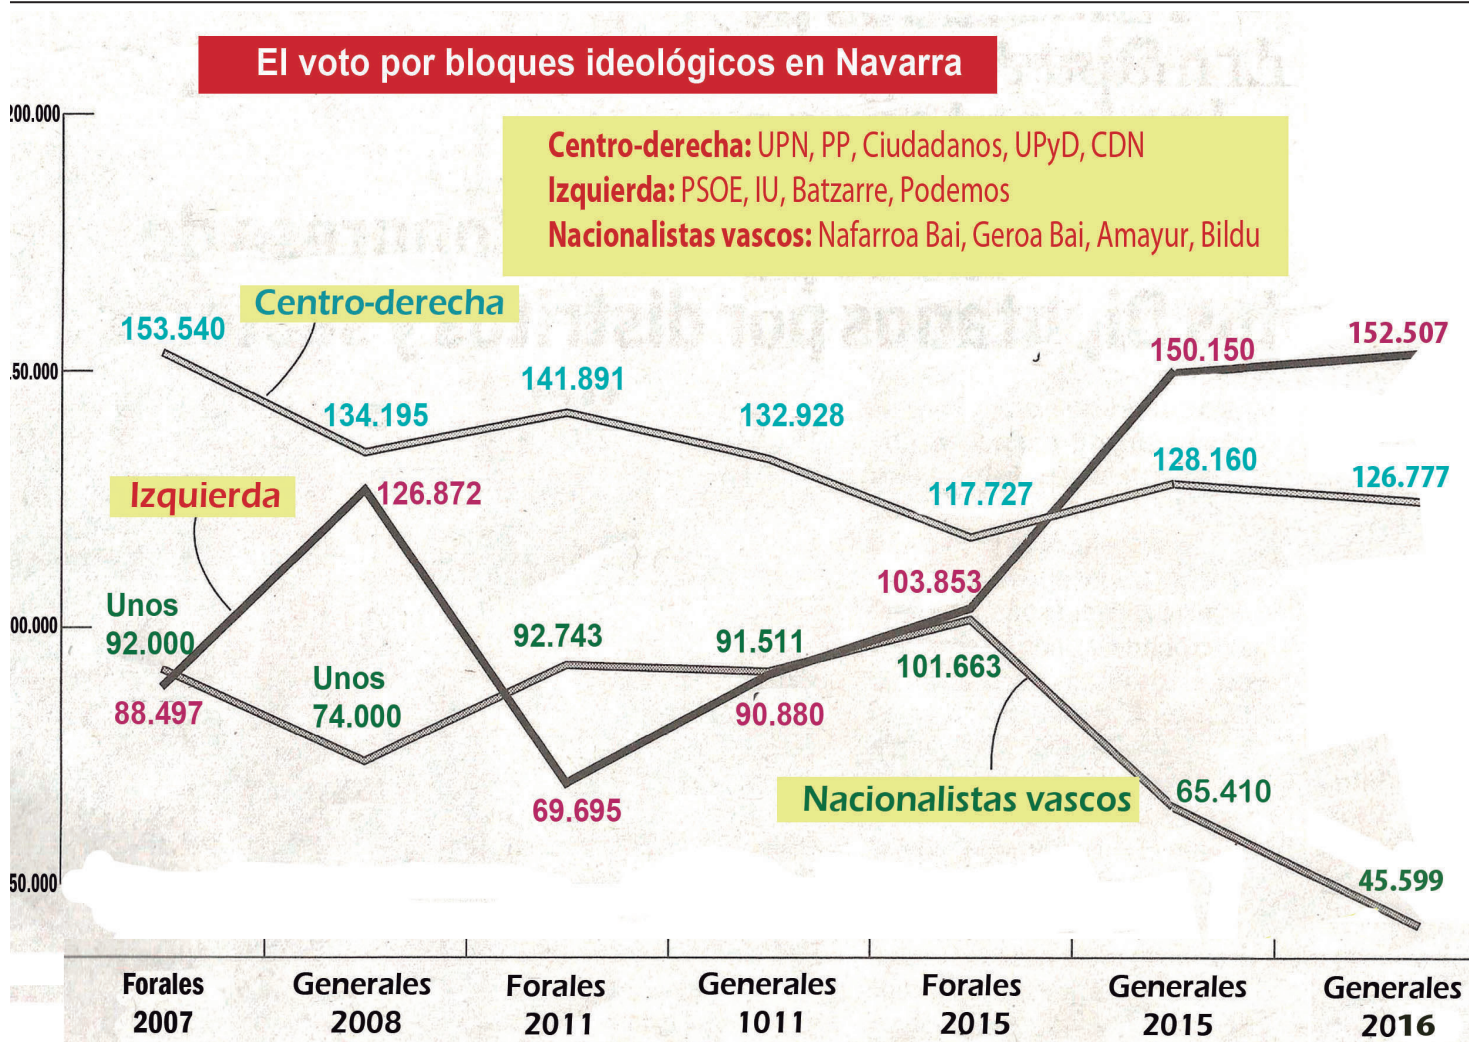 El voto por bloques ideológicos en Navarra
200.000
Centro-derecha: UPN, PP, Ciudadanos, UPyD, CDN
Izquierda: PSOE, IU, Batzarre, Podemos
Nacionalistas vascos: Nafarroa Bai, Geroa Bai, Amayur, Bildu
Centro-derecha
153.540
152.507
150.150
50.000
141.891
134.195
132.928
128.160
126.777
Izquierda
126.872
117.727
103.853
Unos
92.000
00.000
92.743
91.511
101.663
Unos
74.000
88.497
90.880
69.695
Nacionalistas vascos
65.410
50.000
45.599
Forales
2007
Generales
2008
Forales
2011
Generales
1011
Forales
2015
Generales
2015
Generales
2016